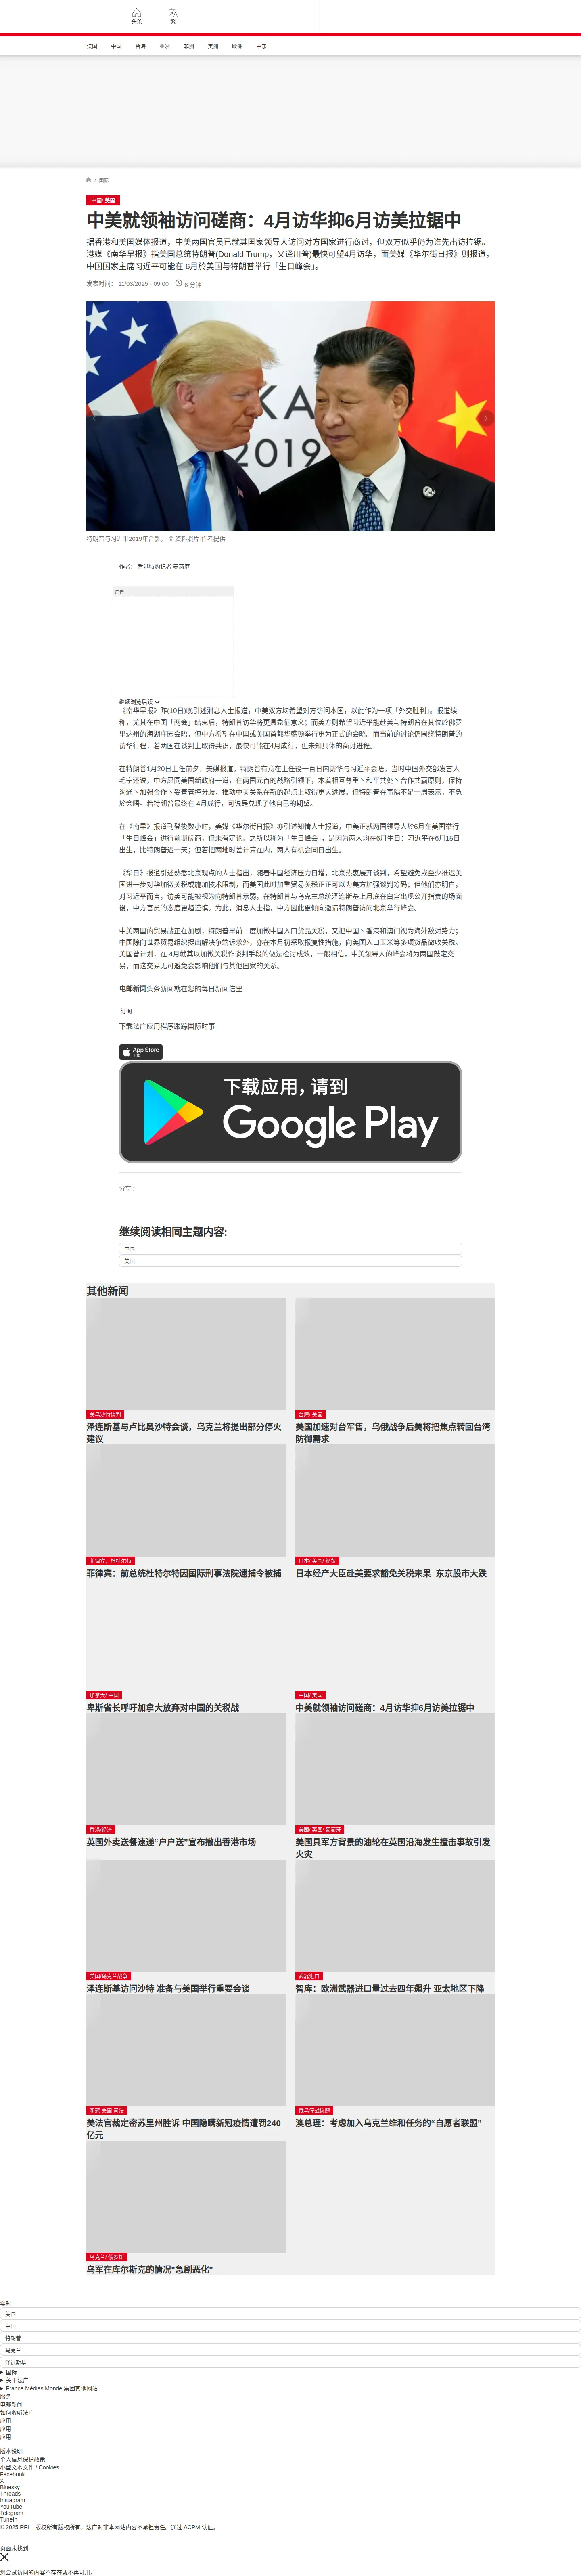 头条
繁
法国
中国
台海
亚洲
非洲
美洲
欧洲
中东
/ 国际
中国/ 美国
中美就领袖访问磋商：4月访华抑6月访美拉锯中
据香港和美国媒体报道，中美两国官员已就其国家领导人访问对方国家进行商讨，但双方似乎仍为谁先出访拉锯。
港媒《南华早报》指美国总统特朗普(Donald Trump，又译川普)最快可望4月访华，而美媒《华尔街日报》则报道，
中国国家主席习近平可能在 6月於美国与特朗普举行「生日峰会」。
发表时间： 11/03/2025 - 09:00
6 分钟
KA
2019
特朗普与习近平2019年合影。 © 资料照片-作者提供
作者： 香港特约记者 麦燕庭
广告
继续浏览后续
《南华早报》昨(10日)晚引述消息人士报道，中美双方均希望对方访问本国，以此作为一项「外交胜利」。报道续
称，尤其在中国「两会」结束后，特朗普访华将更具象征意义；而美方则希望习近平能赴美与特朗普在其位於佛罗
里达州的海湖庄园会晤，但中方希望在中国或美国首都华盛顿举行更为正式的会晤。而当前的讨论仍围绕特朗普的
访华行程，若两国在谈判上取得共识，最快可能在4月成行，但未知具体的商讨进程。
在特朗普1月20日上任前夕，美媒报道，特朗普有意在上任後一百日内访华与习近平会晤，当时中国外交部发言人
毛宁还说，中方愿同美国新政府一道，在两国元首的战略引领下，本着相互尊重丶和平共处丶合作共赢原则，保持
沟通丶加强合作丶妥善管控分歧，推动中美关系在新的起点上取得更大进展。但特朗普在事隔不足一周表示，不急
於会晤。若特朗普最终在 4月成行，可说是兑现了他自己的期望。
在《南早》报道刊登後数小时，美媒《华尔街日报》亦引述知情人士报道，中美正就两国领导人於6月在美国举行
「生日峰会」进行前期磋商，但未有定论。之所以称为「生日峰会」，是因为两人均在6月生日：习近平在6月15日
出生，比特朗普迟一天；但若把两地时差计算在内，两人有机会同日出生。
《华日》报道引述熟悉北京观点的人士指出，随着中国经济压力日增，北京热衷展开谈判，希望避免或至少推迟美
国进一步对华加徵关税或施加技术限制，而美国此时加重贸易关税正正可以为美方加强谈判筹码；但他们亦明白，
对习近平而言，访美可能被视为向特朗普示弱，在特朗普与乌克兰总统泽连斯基上月底在白宫出现公开指责的场面
後，中方官员的态度更趋谨慎。为此，消息人士指，中方因此更倾向邀请特朗普访问北京举行峰会。
中美两国的贸易战正在加剧，特朗普早前二度加徵中国入口货品关税，又把中国丶香港和澳门视为海外敌对势力；
中国除向世界贸易组织提出解决争端诉求外，亦在本月初采取报复性措施，向美国入口玉米等多项货品徵收关税。
美国曾计划，在 4月就其以加徵关税作谈判手段的做法检讨成效，一般相信，中美领导人的峰会将为两国敲定交
易，而这交易无可避免会影响他们与其他国家的关系。
电邮新闻头条新闻就在您的每日新闻信里
订阅
下载法广应用程序跟踪国际时事
App Store
下载
下载应用，请到
Google Play
分享 :
继续阅读相同主题内容:
中国
美国
其他新闻
美乌沙特谈判
泽连斯基与卢比奥沙特会谈，乌克兰将提出部分停火
建议
台湾/ 美国
美国加速对台军售，乌俄战争后美将把焦点转回台湾
防御需求
菲律宾，杜特尔特
菲律宾：前总统杜特尔特因国际刑事法院逮捕令被捕
日本/ 美国/ 经贸
日本经产大臣赴美要求豁免关税未果 东京股市大跌
加拿大/ 中国
卑斯省长呼吁加拿大放弃对中国的关税战
中国/ 美国
中美就领袖访问磋商：4月访华抑6月访美拉锯中
香港/经济
英国外卖送餐速递“户户送”宣布撤出香港市场
美国/ 英国/ 葡萄牙
美国具军方背景的油轮在英国沿海发生撞击事故引发
火灾
美国/乌克兰战争
泽连斯基访问沙特 准备与美国举行重要会谈
武器进口
智库：欧洲武器进口量过去四年飙升 亚太地区下降
新冠 美国 司法
美法官裁定密苏里州胜诉 中国隐瞒新冠疫情遭罚240
亿元
俄乌停战议题
澳总理：考虑加入乌克兰维和任务的“自愿者联盟”
乌克兰/ 俄罗斯
乌军在库尔斯克的情况"急剧恶化"
实时
美国
中国
特朗普
乌克兰
泽连斯基
国际
关于法广
France Médias Monde 集团其他网站
服务
电邮新闻
如何收听法广
应用
应用
应用
版本说明
个人信息保护政策
小型文本文件 / Cookies
Facebook
X
Bluesky
Threads
Instagram
YouTube
Telegram
TuneIn
© 2025 RFI – 版权所有版权所有。法广对非本网站内容不承担责任。通过 ACPM 认证。
页面未找到
您尝试访问的内容不存在或不再可用。